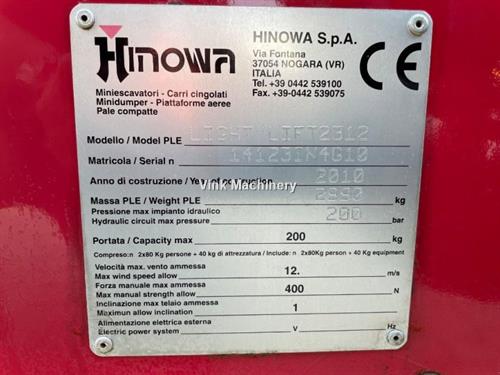 HINOWA
HINOWA S.p.A.
Via Fontana
37054 NOGARA (VR)
ITALIA
Tel. +39 0442 539100
Fax. +39-0442 539075
CE
Miniescavatori - Carri cingolati
Minidumper - Piattaforme aeree
Pale compatte
Modello / Model PLE LIGHT LIFT2312
Matricola / Serial n
Anno di costruzione / Year of costruction 2010
Vink Machinery
Massa PLE / Weight PLE 2990 kg
Pressione max impianto idraulico
Hydraulic circuit max pressure 200 bar
Portata / Capacity max 200 kg
Compreso: n 2x80 Kg persone + 40 kg di attrezzatura / Include: n 2x80Kg person + 40 Kg equipment
Velocità max. vento ammessa
Max wind speed allow 12. m/s
Forza manuale max ammessa
Max manual strength allow 400 N
Inclinazione max telaio ammessa
Maximun allow inclination 1
Alimentazione elettrica esterna
Electric power system V Hz